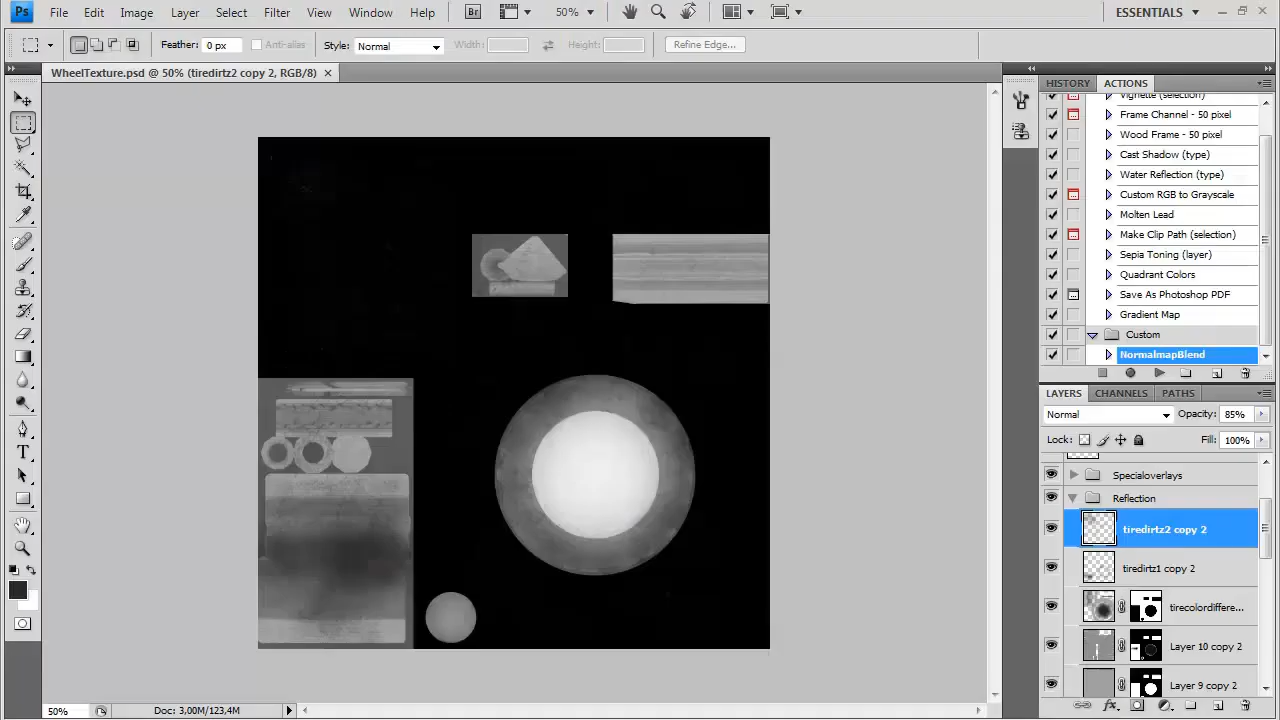 Ps File Edit Image Layer Select Filter Analysis View Window Help Br 50% ESSENTIALS
Feather: 0 px Anti-alias Style: Normal Width: Height: Refine Edge...
WheelTexture.psd @ 50% (tiredirtz2 copy 2, RGB/8) ×
HISTORY ACTIONS
Vignette (selection)
Frame Channel - 50 pixel
Wood Frame - 50 pixel
Cast Shadow (type)
Water Reflection (type)
Custom RGB to Grayscale
Molten Lead
Make Clip Path (selection)
Sepia Toning (layer)
Quadrant Colors
Save As Photoshop PDF
Gradient Map
Custom
NormalmapBlend
LAYERS CHANNELS PATHS
Normal Opacity: 85%
Lock: Fill: 100%
Specialoverlays
Reflection
tiredirtz2 copy 2
tiredirtz1 copy 2
tirecolordiffere...
Layer 10 copy 2
Layer 9 copy 2
T
50% Doc: 3,00M/123,4M